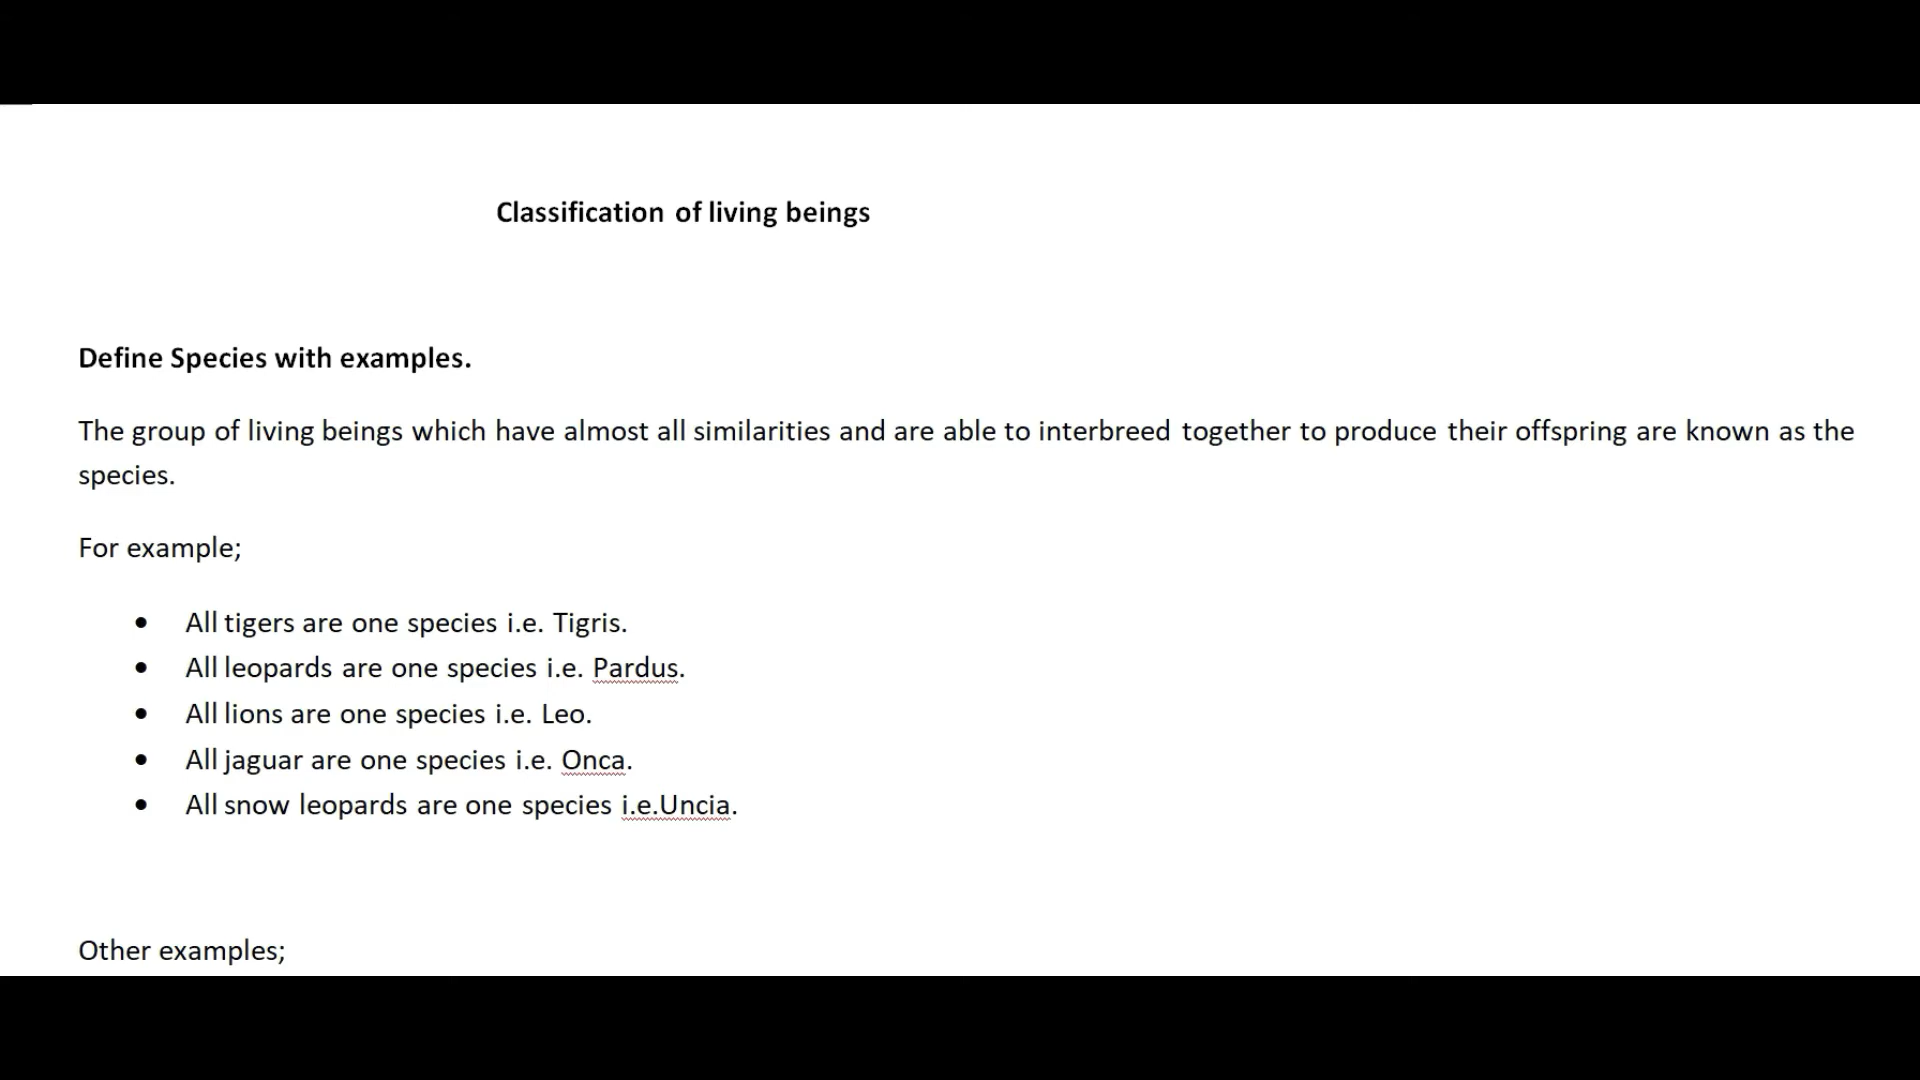 Classification of living beings
Define Species with examples.
The group of living beings which have almost all similarities and are able to interbreed together to produce their offspring are known as the
species.
For example;
• All tigers are one species i.e. Tigris.
• All leopards are one species i.e. Pardus.
• All lions are one species i.e. Leo.
• All jaguar are one species i.e. Onca.
• All snow leopards are one species i.e.Uncia.
Other examples;